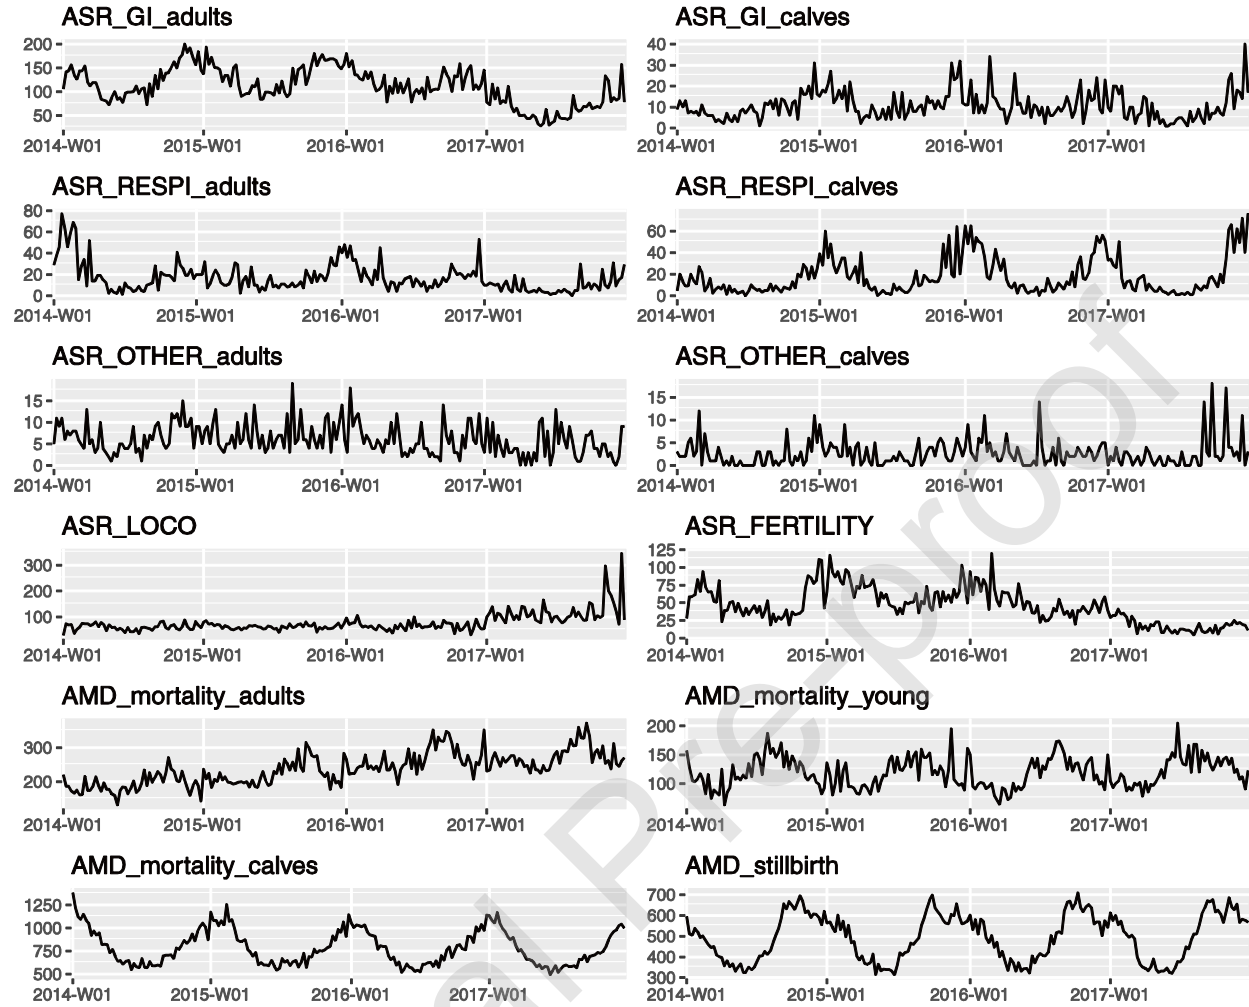 ASR_GI_adults
200
150
100
50
2014-W01 2015-W01 2016-W01 2017-W01
ASR_GI_calves
40
30
20
10
0
2014-W01 2015-W01 2016-W01 2017-W01
ASR_RESPI_adults
80
60
40
20
0
2014-W01 2015-W01 2016-W01 2017-W01
ASR_RESPI_calves
60
40
20
0
2014-W01 2015-W01 2016-W01 2017-W01
ASR_OTHER_adults
15
10
5
0
2014-W01 2015-W01 2016-W01 2017-W01
ASR_OTHER_calves
15
10
5
0
2014-W01 2015-W01 2016-W01 2017-W01
ASR_LOCO
300
200
100
2014-W01 2015-W01 2016-W01 2017-W01
ASR_FERTILITY
125
100
75
50
25
0
2014-W01 2015-W01 2016-W01 2017-W01
AMD_mortality_adults
300
200
2014-W01 2015-W01 2016-W01 2017-W01
AMD_mortality_young
200
150
100
2014-W01 2015-W01 2016-W01 2017-W01
AMD_mortality_calves
1250
1000
750
500
2014-W01 2015-W01 2016-W01 2017-W01
AMD_stillbirth
700
600
500
400
300
2014-W01 2015-W01 2016-W01 2017-W01
al Pre-proof